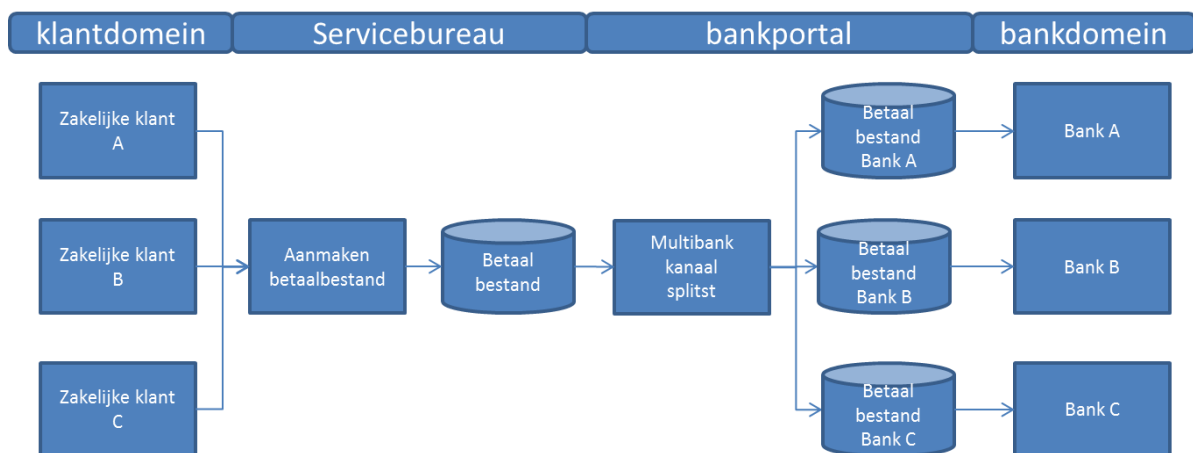 klantdomein
Servicebureau
bankportal
bankdomein
Zakelijke klant
A
Betaal
bestand
Bank A
Bank A
Zakelijke klant
B
Aanmaken
betaalbestand
Betaal
bestand
Multibank
kanaal
splitst
Betaal
bestand
Bank B
Bank B
Zakelijke klant
C
Betaal
bestand
Bank C
Bank C